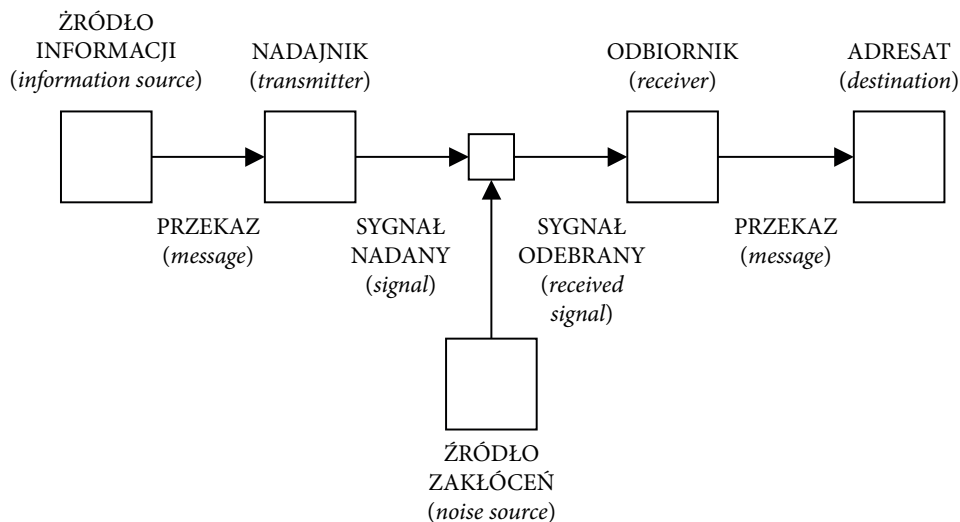 ŻRÓDŁO
INFORMACJI
(information source)
NADAJNIK
(transmitter)
ODBIORNIK
(receiver)
ADRESAT
(destination)
PRZEKAZ
(message)
SYGNAŁ
NADANY
(signal)
SYGNAŁ
ODEBRANY
(received
signal)
PRZEKAZ
(message)
ŹRÓDŁO
ZAKŁÓCEŃ
(noise source)